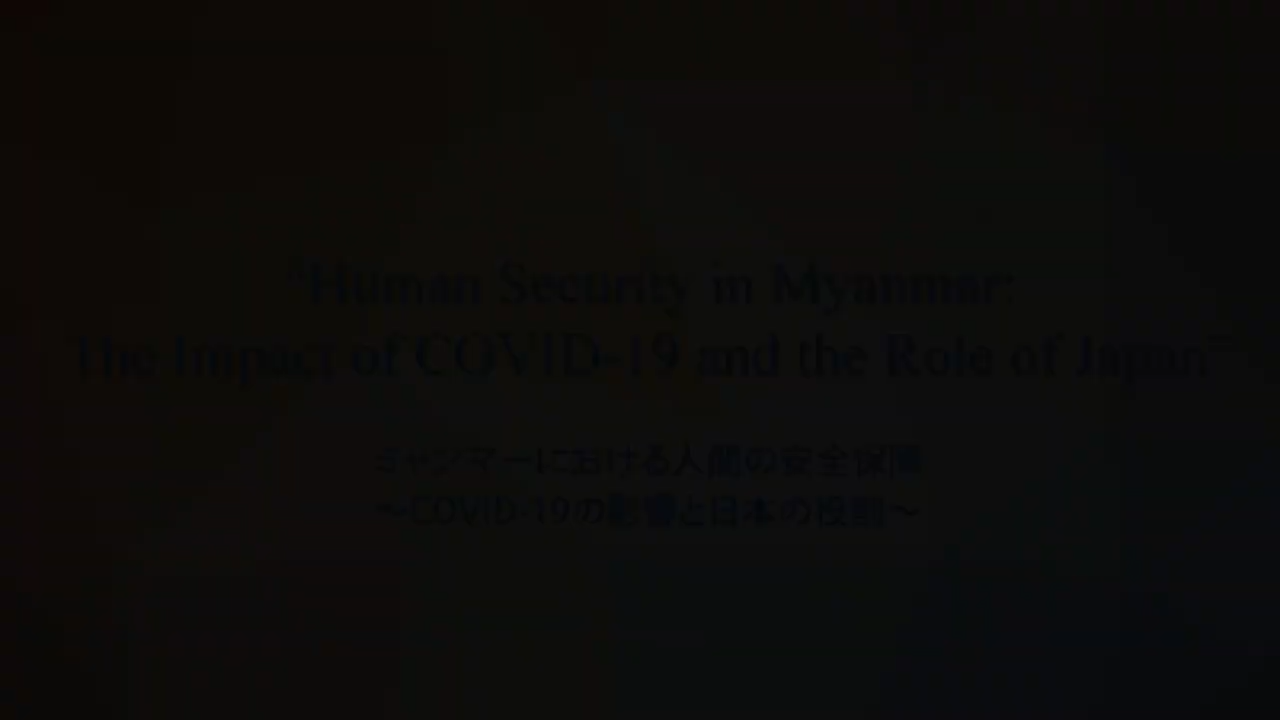 "Human Security in Myanmar:
The Impact of COVID-19 and the Role of Japan"
ミャンマーにおける人間の安全保障
～COVID-19の影響と日本の役割～